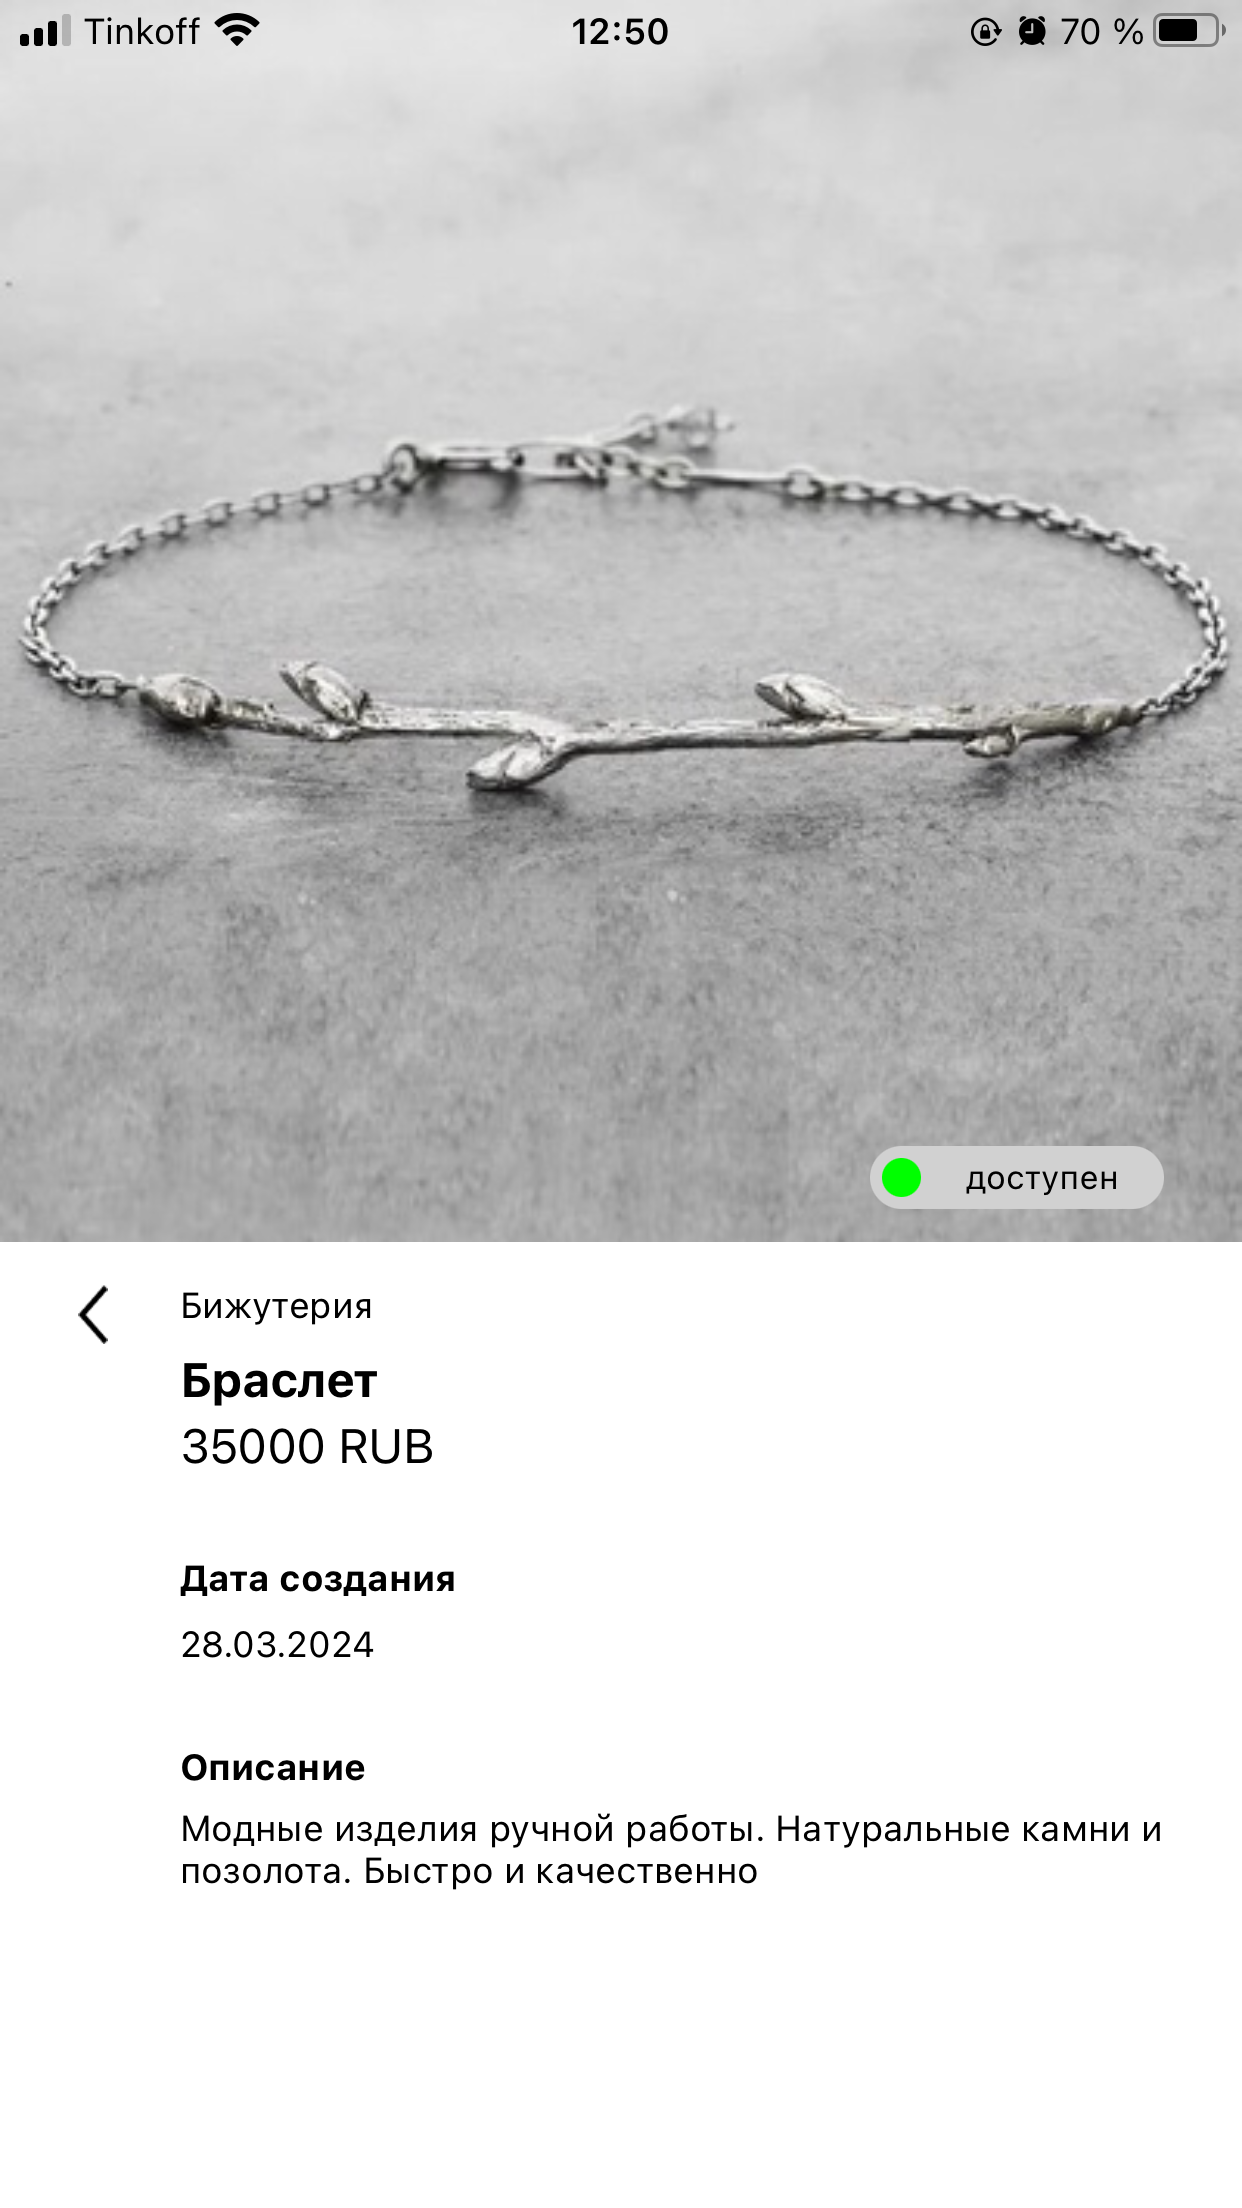 Tinkoff 12:50 70 %
доступен
Бижутерия
Браслет
35000 RUB
Дата создания
28.03.2024
Описание
Модные изделия ручной работы. Натуральные камни и
позолота. Быстро и качественно